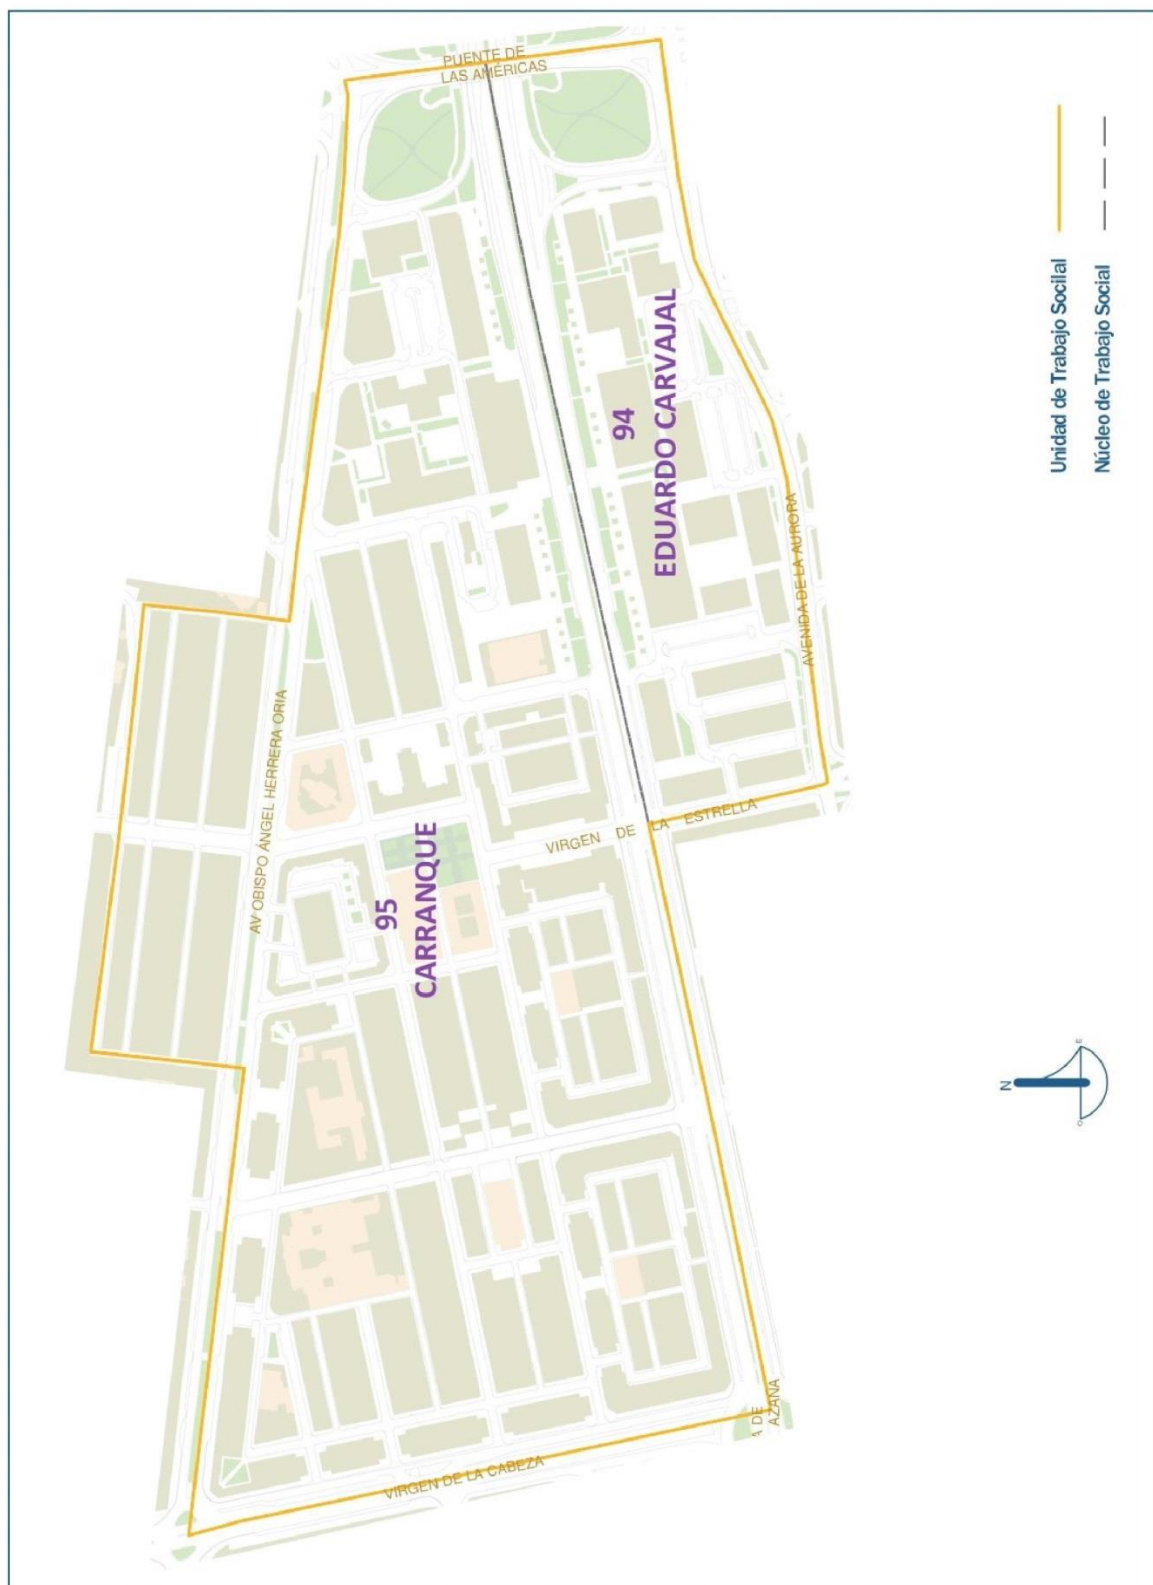 PUENTE DE
LAS AMÉRICAS
94
EDUARDO CARVAJAL
AVENIDA DE LA AURORA
AV OBISPO ÁNGEL HERRERA ORIA
VIRGEN DE LA ESTRELLA
95
CARRANQUE
VIRGEN DE LA CABEZA
A DE
AZAÑA
Unidad de Trabajo Socilal
Núcleo de Trabajo Social
N
E
O